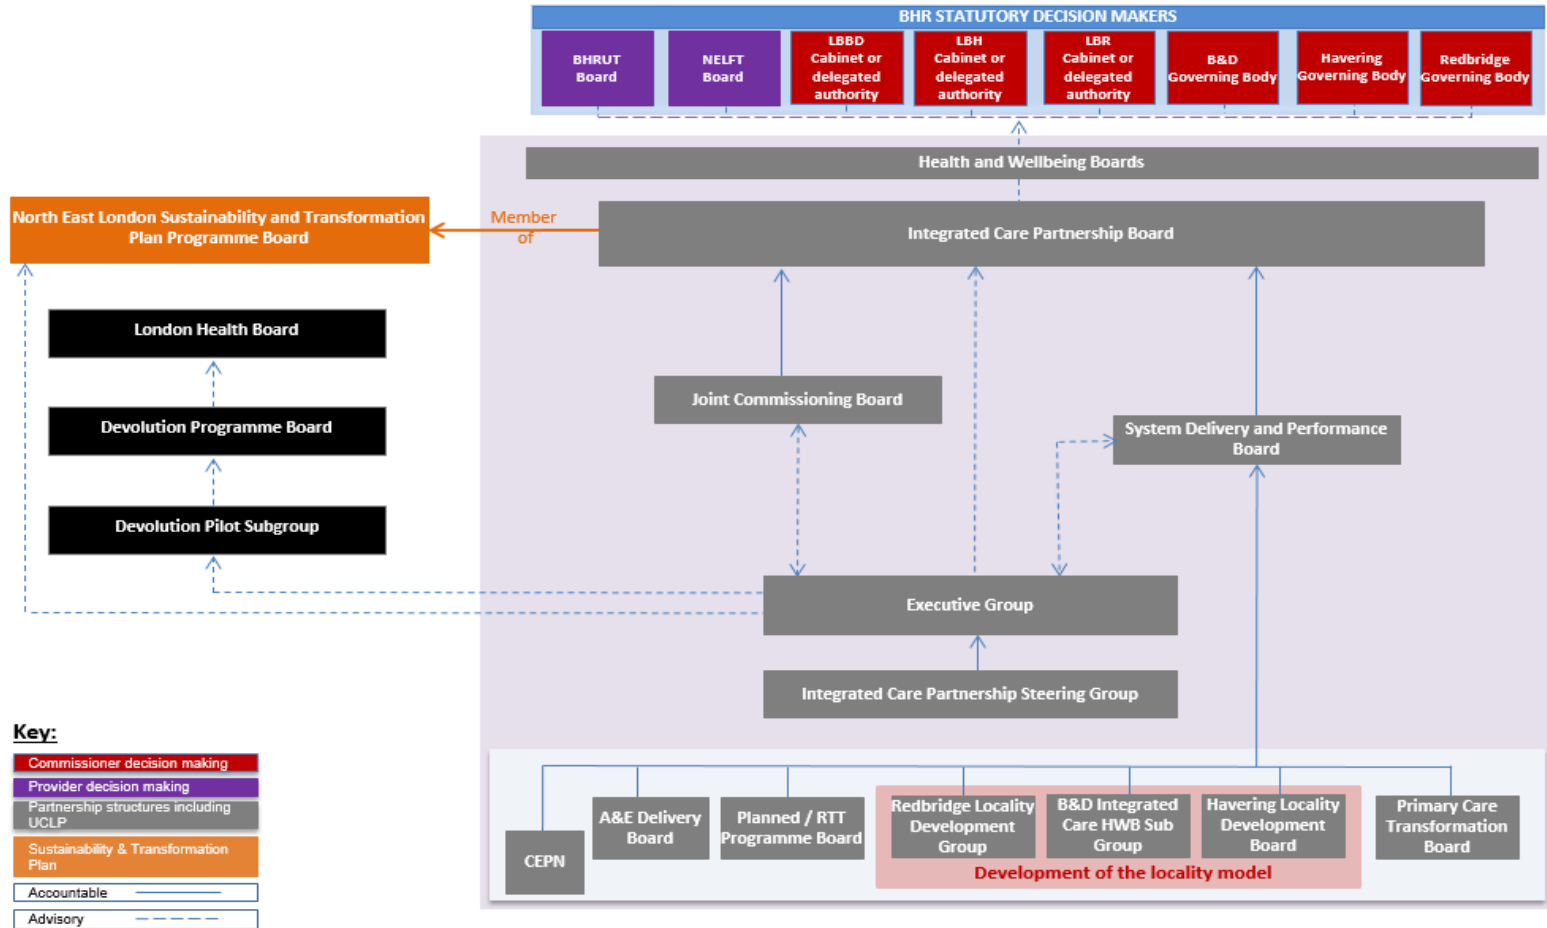 BHR STATUTORY DECISION MAKERS
BHRUT
Board
NELFT
Board
LBBD
Cabinet or
delegated
authority
LBH
Cabinet or
delegated
authority
LBR
Cabinet or
delegated
authority
B&D
Governing Body
Havering
Governing Body
Redbridge
Governing Body
Health and Wellbeing Boards
North East London Sustainability and Transformation
Plan Programme Board
Member
of
Integrated Care Partnership Board
London Health Board
Devolution Programme Board
Devolution Pilot Subgroup
Joint Commissioning Board
System Delivery and Performance
Board
Executive Group
Integrated Care Partnership Steering Group
CEPN
A&E Delivery
Board
Planned / RTT
Programme Board
Redbridge Locality
Development
Group
B&D Integrated
Care HWB Sub
Group
Havering Locality
Development
Board
Primary Care
Transformation
Board
Development of the locality model
Key:
Commissioner decision making
Provider decision making
Partnership structures including
UCLP
Sustainability & Transformation
Plan
Accountable
Advisory